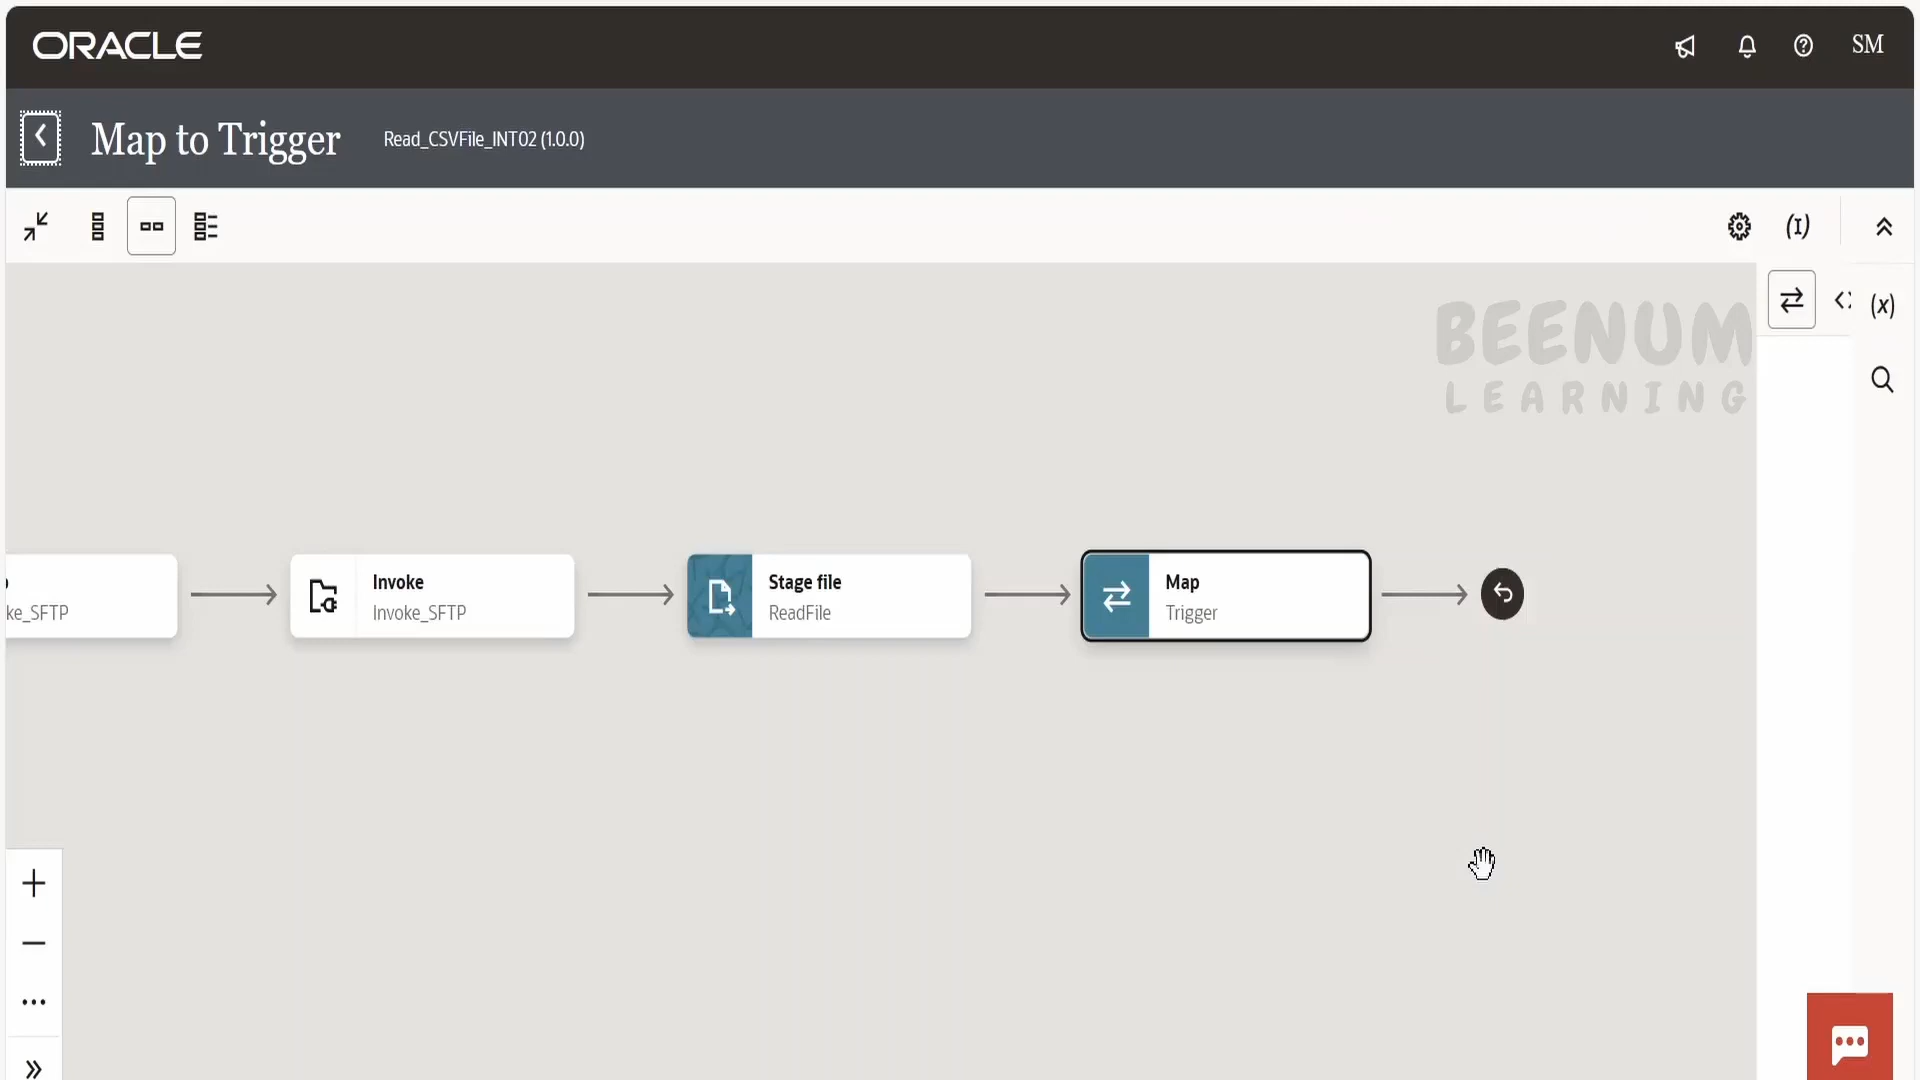 ORACLE
SM
Map to Trigger
Read_CSVFile_INT02 (1.0.0)
(I)
(x)
BEENUM
LEARNING
ke_SFTP
Invoke
Invoke_SFTP
Stage file
ReadFile
Map
Trigger